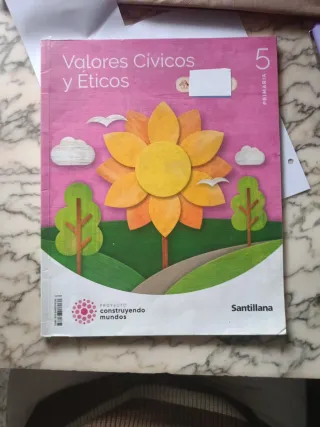 Valores Cívicos
y Éticos
5
PRIMARIA
PROYECTO
construyendo
mundos
Santillana